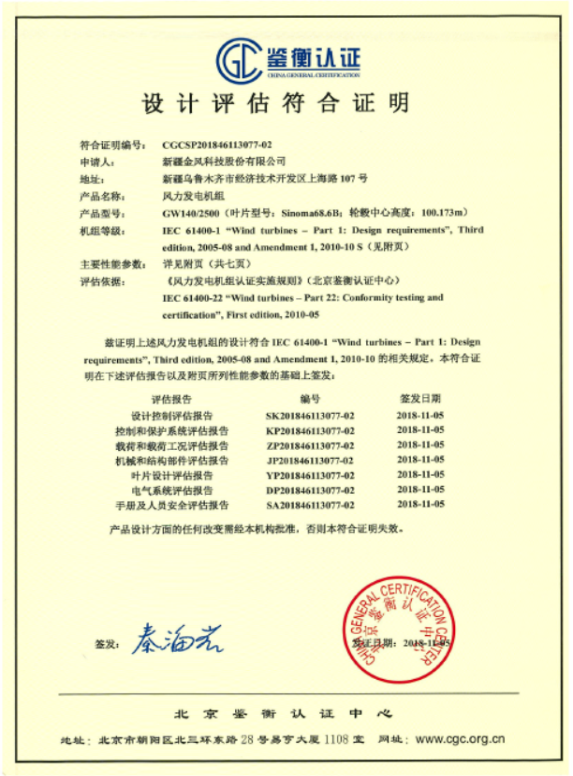 CGC 鉴衡认证
CHINA GENERAL CERTIFICATION
设计评估符合证明
符合证明编号： CGCSP201846113077-02
申请人： 新疆金风科技股份有限公司
地址： 新疆乌鲁木齐市经济技术开发区上海路 107 号
产品名称： 风力发电机组
产品型号： GW140/2500（叶片型号：Sinoma68.6B；轮毂中心高度：100.173m）
机组等级： IEC 61400-1 “Wind turbines – Part 1: Design requirements”, Third
edition, 2005-08 and Amendment 1, 2010-10 S（见附页）
主要性能参数： 详见附页（共七页）
评估依据： 《风力发电机组认证实施规则》（北京鉴衡认证中心）
IEC 61400-22 “Wind turbines – Part 22: Conformity testing and
certification”, First edition, 2010-05
兹证明上述风力发电机组的设计符合 IEC 61400-1 “Wind turbines – Part 1: Design
requirements”, Third edition, 2005-08 and Amendment 1, 2010-10 的相关规定。本符合证
明在下述评估报告以及附页所列性能参数的基础上签发：
评估报告 编号 签发日期
设计控制评估报告 SK201846113077-02 2018-11-05
控制和保护系统评估报告 KP201846113077-02 2018-11-05
载荷和载荷工况评估报告 ZP201846113077-02 2018-11-05
机械和结构部件评估报告 JP201846113077-02 2018-11-05
叶片设计评估报告 YP201846113077-02 2018-11-05
电气系统评估报告 DP201846113077-02 2018-11-05
手册及人员安全评估报告 SA201846113077-02 2018-11-05
产品设计方面的任何改变需经本机构批准，否则本符合证明失效。
CHINA GENERAL CERTIFICATION CENTER
北京鉴衡认证中心
签发： 秦海岩
发证日期： 2018-11-05
北京鉴衡认证中心
地址：北京市朝阳区北三环东路 28 号易亨大厦 1108 室 网址：www.cgc.org.cn